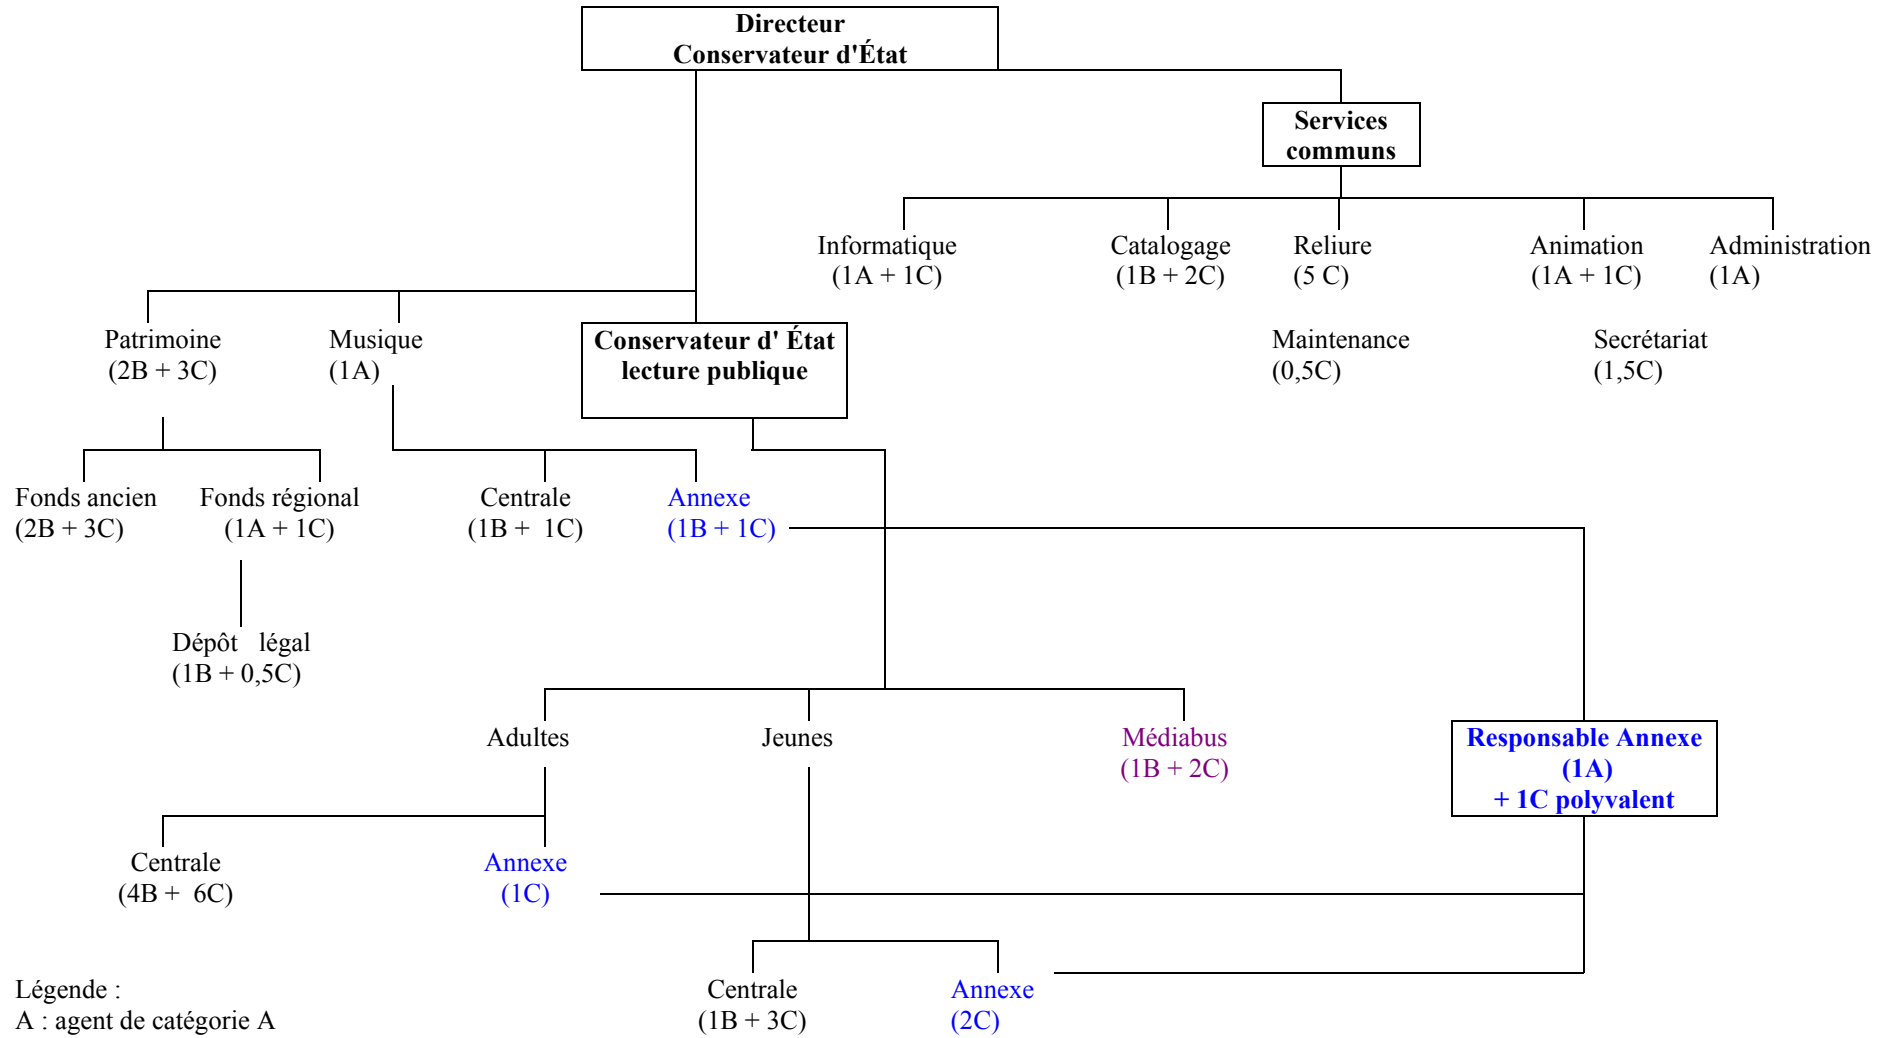 Directeur
Conservateur d'État
Services
communs
Informatique
(1A + 1C)
Catalogage
(1B + 2C)
Reliure
(5 C)
Animation
(1A + 1C)
Administration
(1A)
Patrimoine
(2B + 3C)
Musique
(1A)
Conservateur d' État
lecture publique
Maintenance
(0,5C)
Secrétariat
(1,5C)
Fonds ancien
(2B + 3C)
Fonds régional
(1A + 1C)
Centrale
(1B + 1C)
Annexe
(1B + 1C)
Dépôt légal
(1B + 0,5C)
Adultes
Jeunes
Médiabus
(1B + 2C)
Responsable Annexe
(1A)
+ 1C polyvalent
Centrale
(4B + 6C)
Annexe
(1C)
Centrale
(1B + 3C)
Annexe
(2C)
Légende :
A : agent de catégorie A